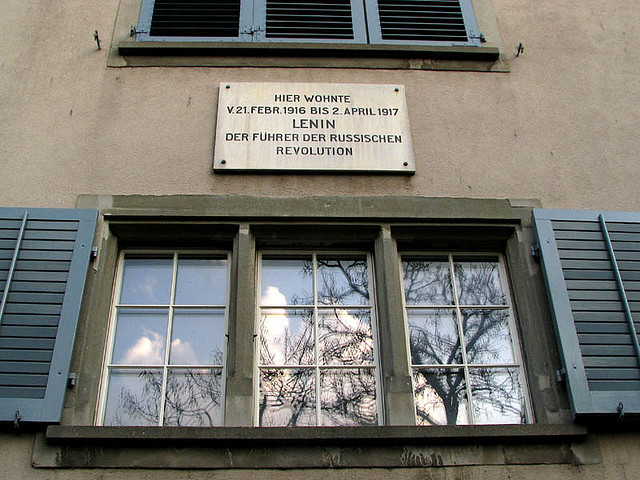 HIER WOHNTE
V. 21. FEBR. 1916 BIS 2. APRIL 1917
LENIN
DER FÜHRER DER RUSSISCHEN
REVOLUTION